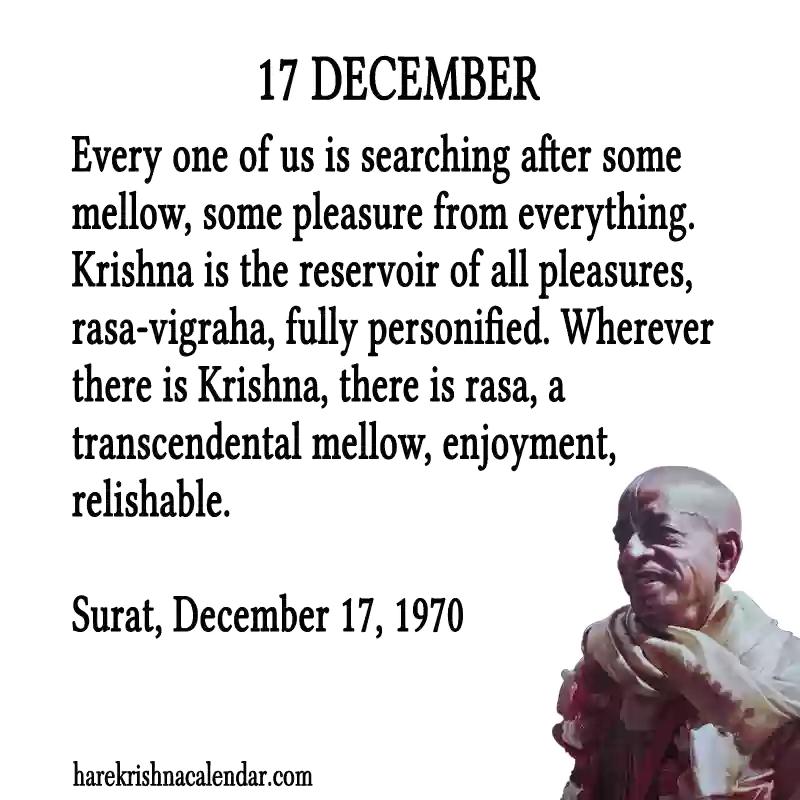 17 DECEMBER
Every one of us is searching after some
mellow, some pleasure from everything.
Krishna is the reservoir of all pleasures,
rasa-vigraha, fully personified. Wherever
there is Krishna, there is rasa, a
transcendental mellow, enjoyment,
relishable.
Surat, December 17, 1970
harekrishnacalendar.com